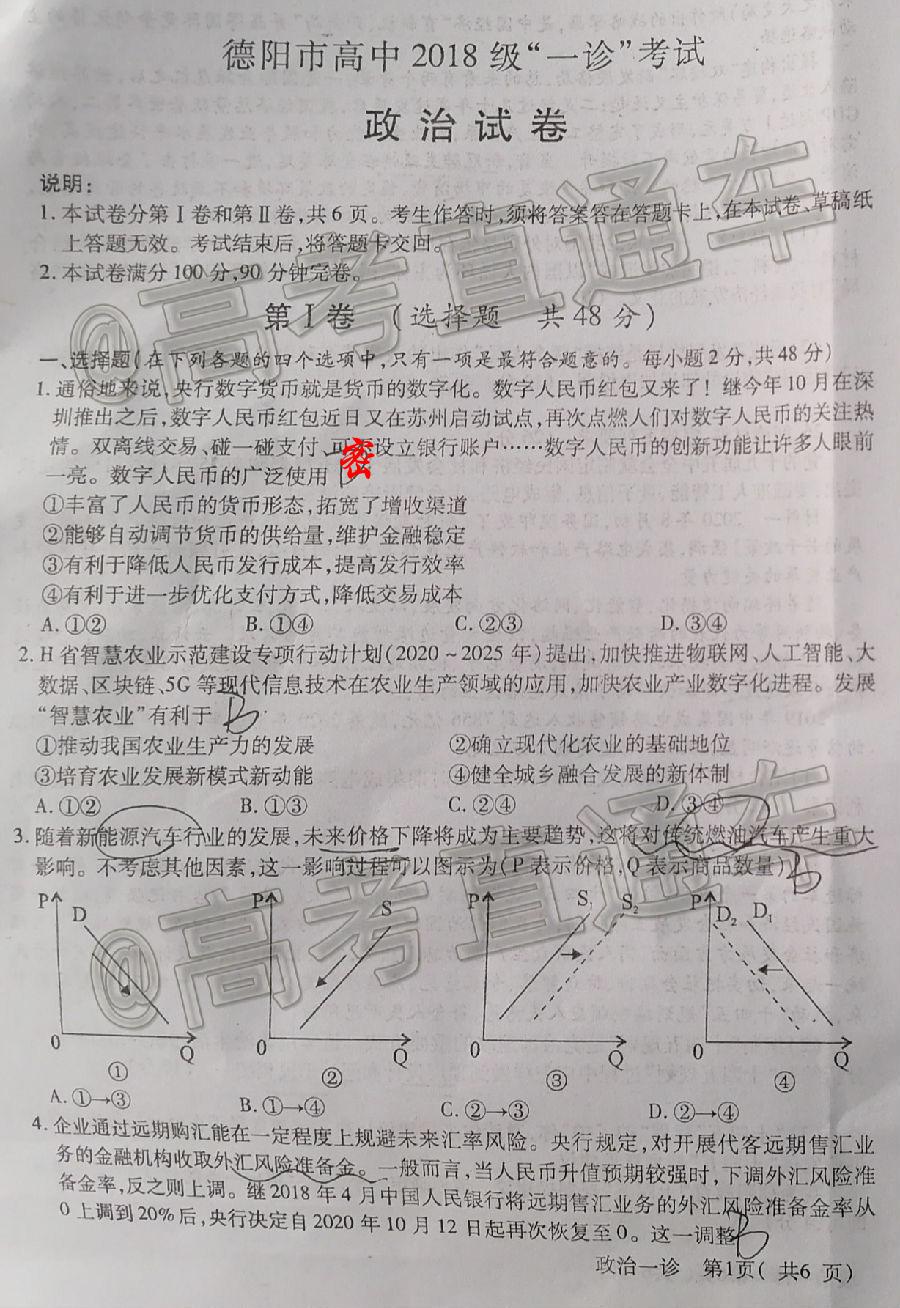 德阳市高中2018级“一诊”考试
政治试卷
说明:
1.本试卷分第Ⅰ卷和第Ⅱ卷,共6页。考生作答时,须将答案答在答题卡上,在本试卷、草稿纸
上答题无效。考试结束后,将答题卡交回。
2.本试卷满分100分,90分钟完卷。
第Ⅰ卷 (选择题 共48分)
一、选择题(在下列各题的四个选项中,只有一项是最符合题意的。每小题2分,共48分)
1.通俗地来说,央行数字货币就是货币的数字化。数字人民币红包又来了!继今年10月在深
圳推出之后,数字人民币红包近日又在苏州启动试点,再次点燃人们对数字人民币的关注热
情。双离线交易、碰一碰支付、可不设立银行账户……数字人民币的创新功能让许多人眼前
密
一亮。数字人民币的广泛使用 D
①丰富了人民币的货币形态,拓宽了增收渠道
②能够自动调节货币的供给量,维护金融稳定
③有利于降低人民币发行成本,提高发行效率
④有利于进一步优化支付方式,降低交易成本
A.①② B.①④ C.②③ D.③④
2.H省智慧农业示范建设专项行动计划(2020~2025年)提出,加快推进物联网、人工智能、大
数据、区块链、5G等现代信息技术在农业生产领域的应用,加快农业产业数字化进程。发展
“智慧农业”有利于 B
①推动我国农业生产力的发展 ②确立现代化农业的基础地位
③培育农业发展新模式新动能 ④健全城乡融合发展的新体制
A.①② B.①③ C.②④ D.③④
3.随着新能源汽车行业的发展,未来价格下降将成为主要趋势,这将对传统燃油汽车产生重大
影响。不考虑其他因素,这一影响过程可以图示为(P表示价格,Q表示商品数量) B
P D 0 Q ①
P S 0 Q ②
P S₁ S₂ 0 Q ③
P D₂ D₁ 0 Q ④
A.①→③ B.①→④ C.②→③ D.②→④
4.企业通过远期购汇能在一定程度上规避未来汇率风险。央行规定,对开展代客远期售汇业
务的金融机构收取外汇风险准备金。一般而言,当人民币升值预期较强时,下调外汇风险准
备金率,反之则上调。继2018年4月中国人民银行将远期售汇业务的外汇风险准备金率从
0上调到20%后,央行决定自2020年10月12日起再次恢复至0。这一调整 B
政治一诊 第1页(共6页)
@高考直通车
@高考直通车